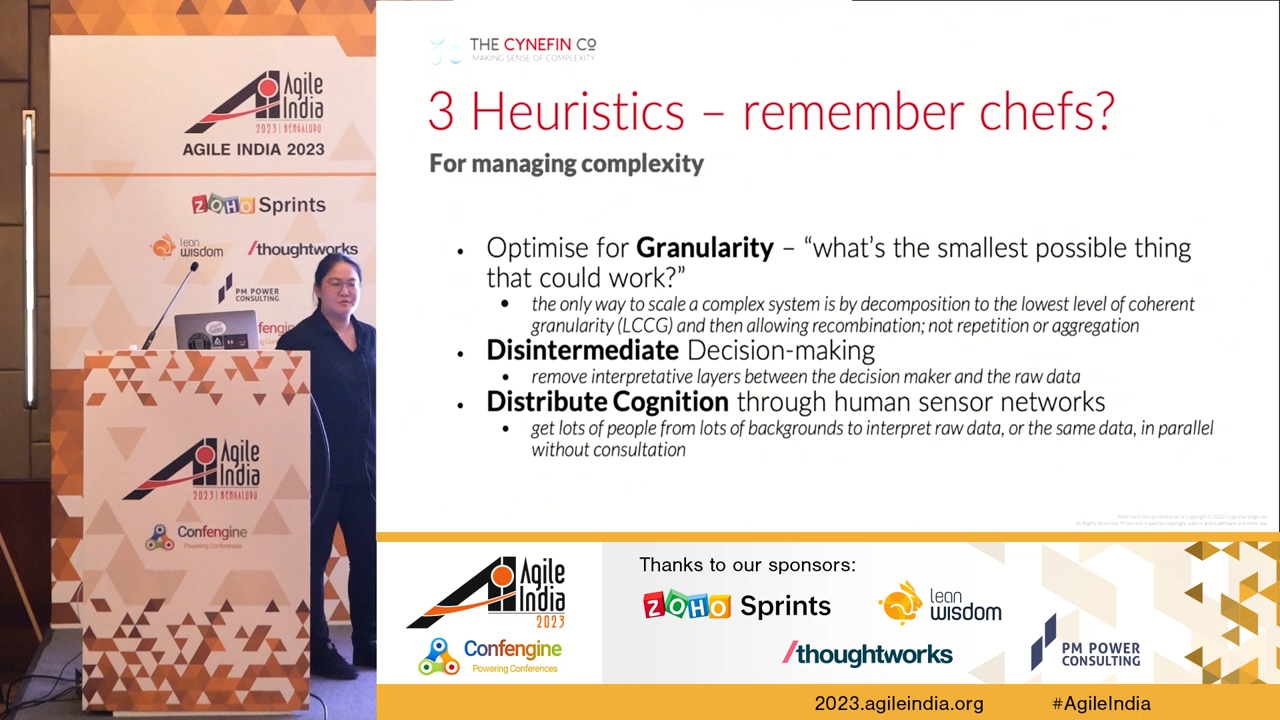 Agile
India
2023 | BENGALURU
AGILE INDIA 2023
ZOHO Sprints
lean
wisdom
/thoughtworks
PM POWER
CONSULTING
Agile
India
2023 | BENGALURU
Confengine
Powering Conferences
THE CYNEFIN CO
MAKING SENSE OF COMPLEXITY
3 Heuristics – remember chefs?
For managing complexity
• Optimise for Granularity – “what’s the smallest possible thing
that could work?”
• the only way to scale a complex system is by decomposition to the lowest level of coherent
granularity (LCCG) and then allowing recombination; not repetition or aggregation
• Disintermediate Decision-making
• remove interpretative layers between the decision maker and the raw data
• Distribute Cognition through human sensor networks
• get lots of people from lots of backgrounds to interpret raw data, or the same data, in parallel
without consultation
Agile
India
2023
Confengine
Powering Conferences
Thanks to our sponsors:
ZOHO Sprints
lean
wisdom
/thoughtworks
PM POWER
CONSULTING
2023.agileindia.org
#AgileIndia